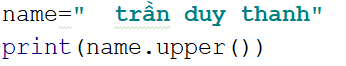 name="  trần duy thanh"
print(name.upper())